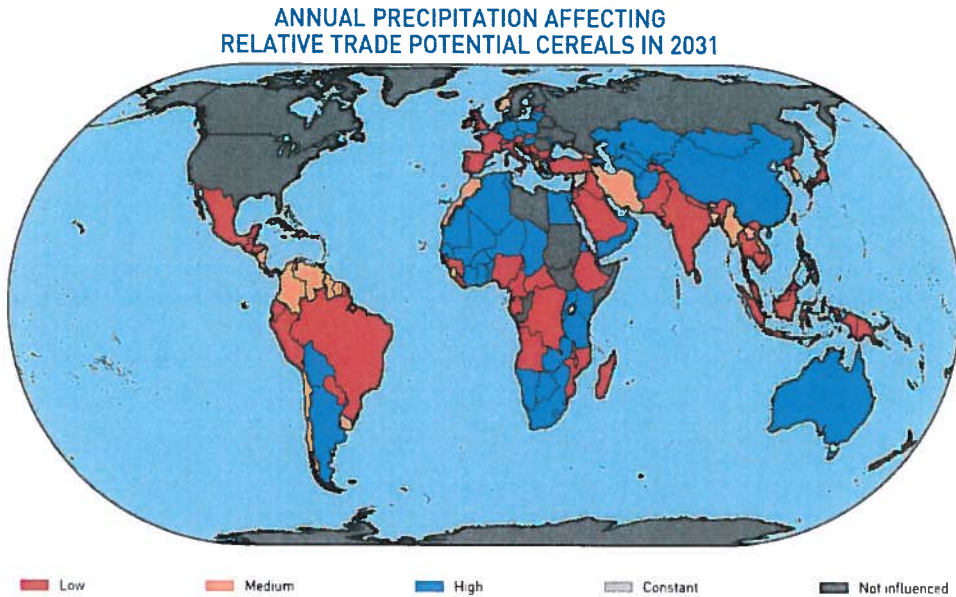 ANNUAL PRECIPITATION AFFECTING
RELATIVE TRADE POTENTIAL CEREALS IN 2031
Low
Medium
High
Constant
Not influenced